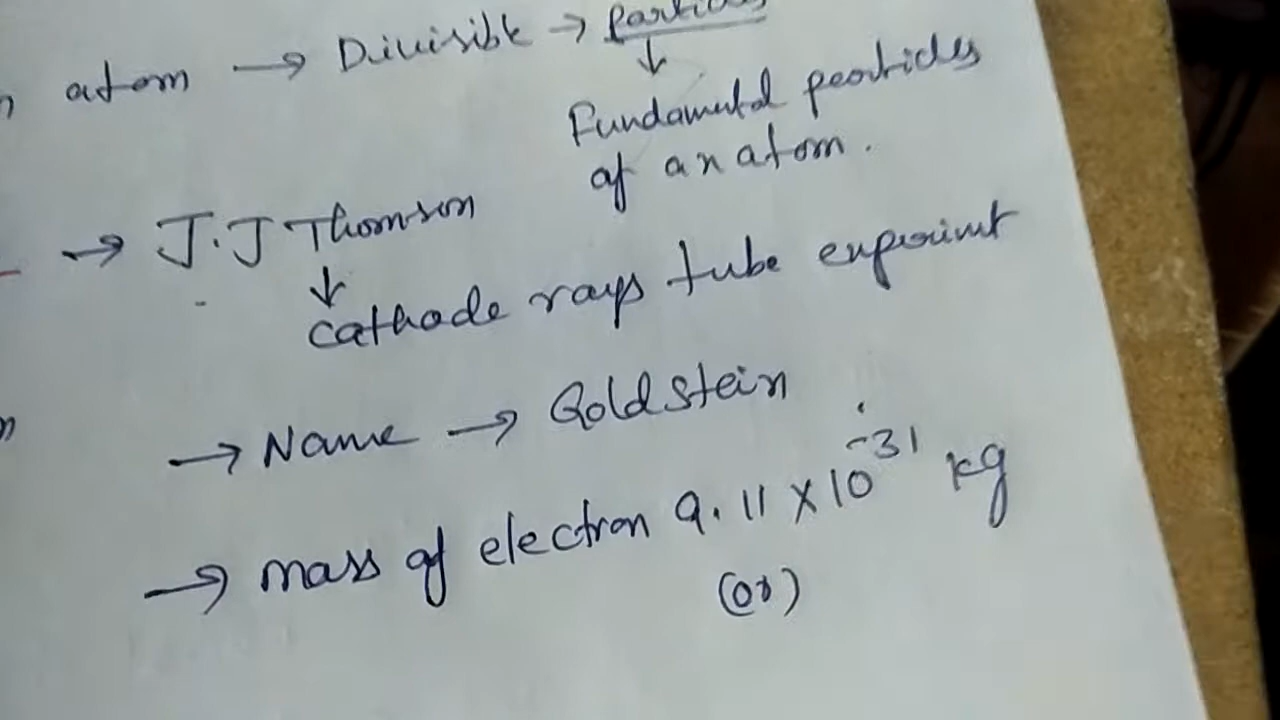 atom → Divisible → particles
↓
Fundamental particles
of an atom.
→ J.J Thomson
↓
Cathode rays tube experiment
→ Name → Goldstein
→ mass of electron 9.11 × 10⁻³¹ kg
(or)